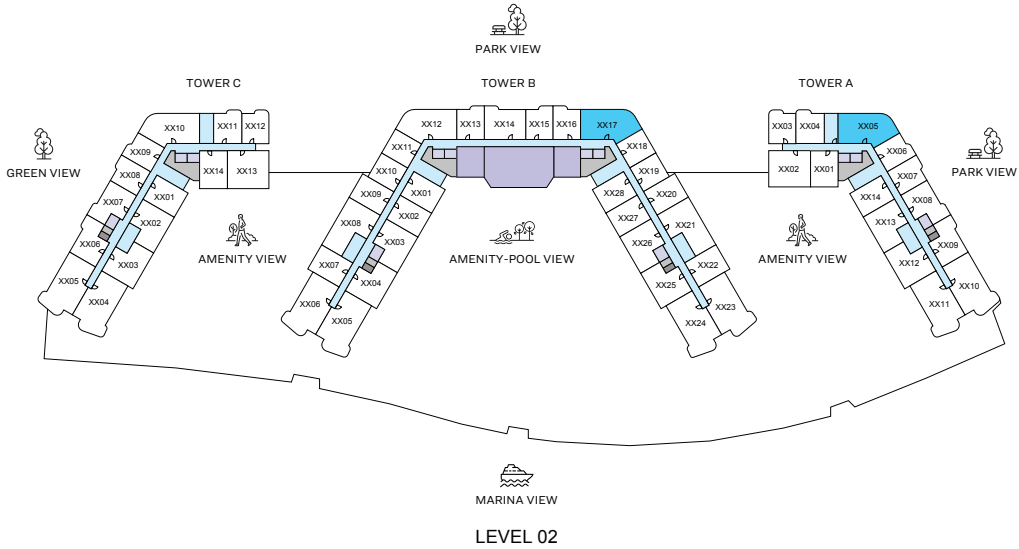 PARK VIEW
TOWER C
TOWER B
TOWER A
XX10
XX11
XX12
XX09
XX08
XX14
XX13
XX07
XX01
XX02
XX06
XX03
XX05
XX04
GREEN VIEW
AMENITY VIEW
XX12
XX13
XX14
XX15
XX16
XX17
XX11
XX18
XX10
XX19
XX09
XX01
XX28
XX20
XX08
XX02
XX27
XX21
XX07
XX03
XX26
XX22
XX04
XX25
XX06
XX05
XX24
XX23
AMENITY-POOL VIEW
AMENITY VIEW
XX03
XX04
XX05
XX06
XX02
XX01
XX07
XX14
XX08
XX13
XX09
XX12
XX10
XX11
PARK VIEW
MARINA VIEW
LEVEL 02